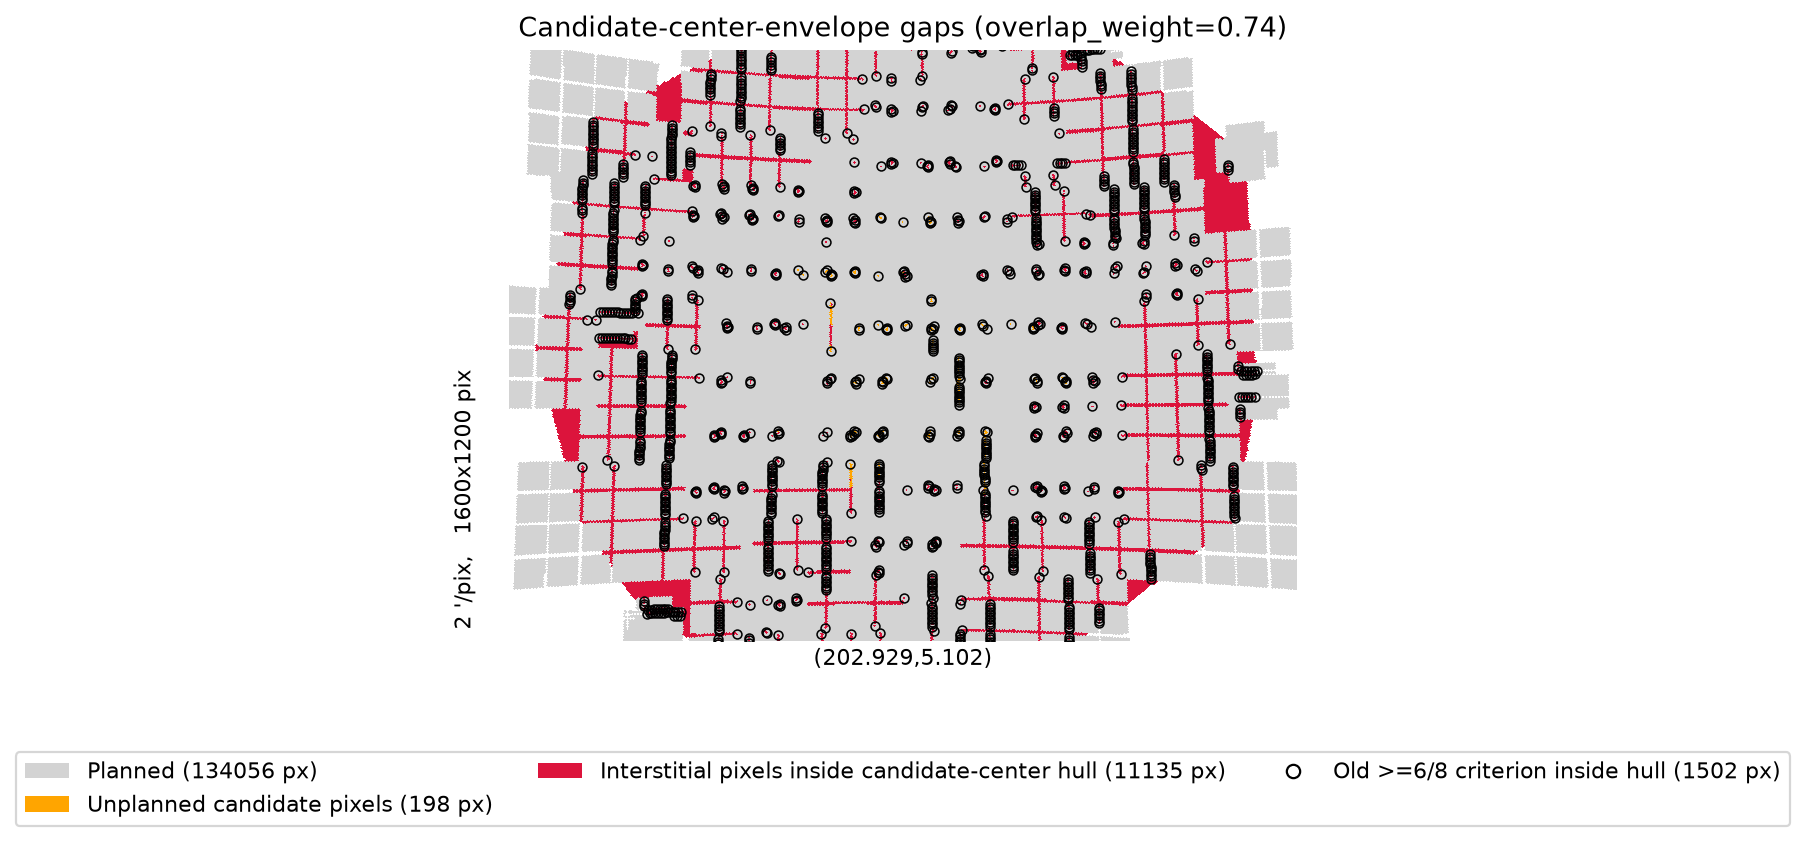 Candidate-center-envelope gaps (overlap_weight=0.74)
2 '/pix,   1600x1200 pix
(202.929,5.102)
Planned (134056 px)
Unplanned candidate pixels (198 px)
Interstitial pixels inside candidate-center hull (11135 px)
Old >=6/8 criterion inside hull (1502 px)